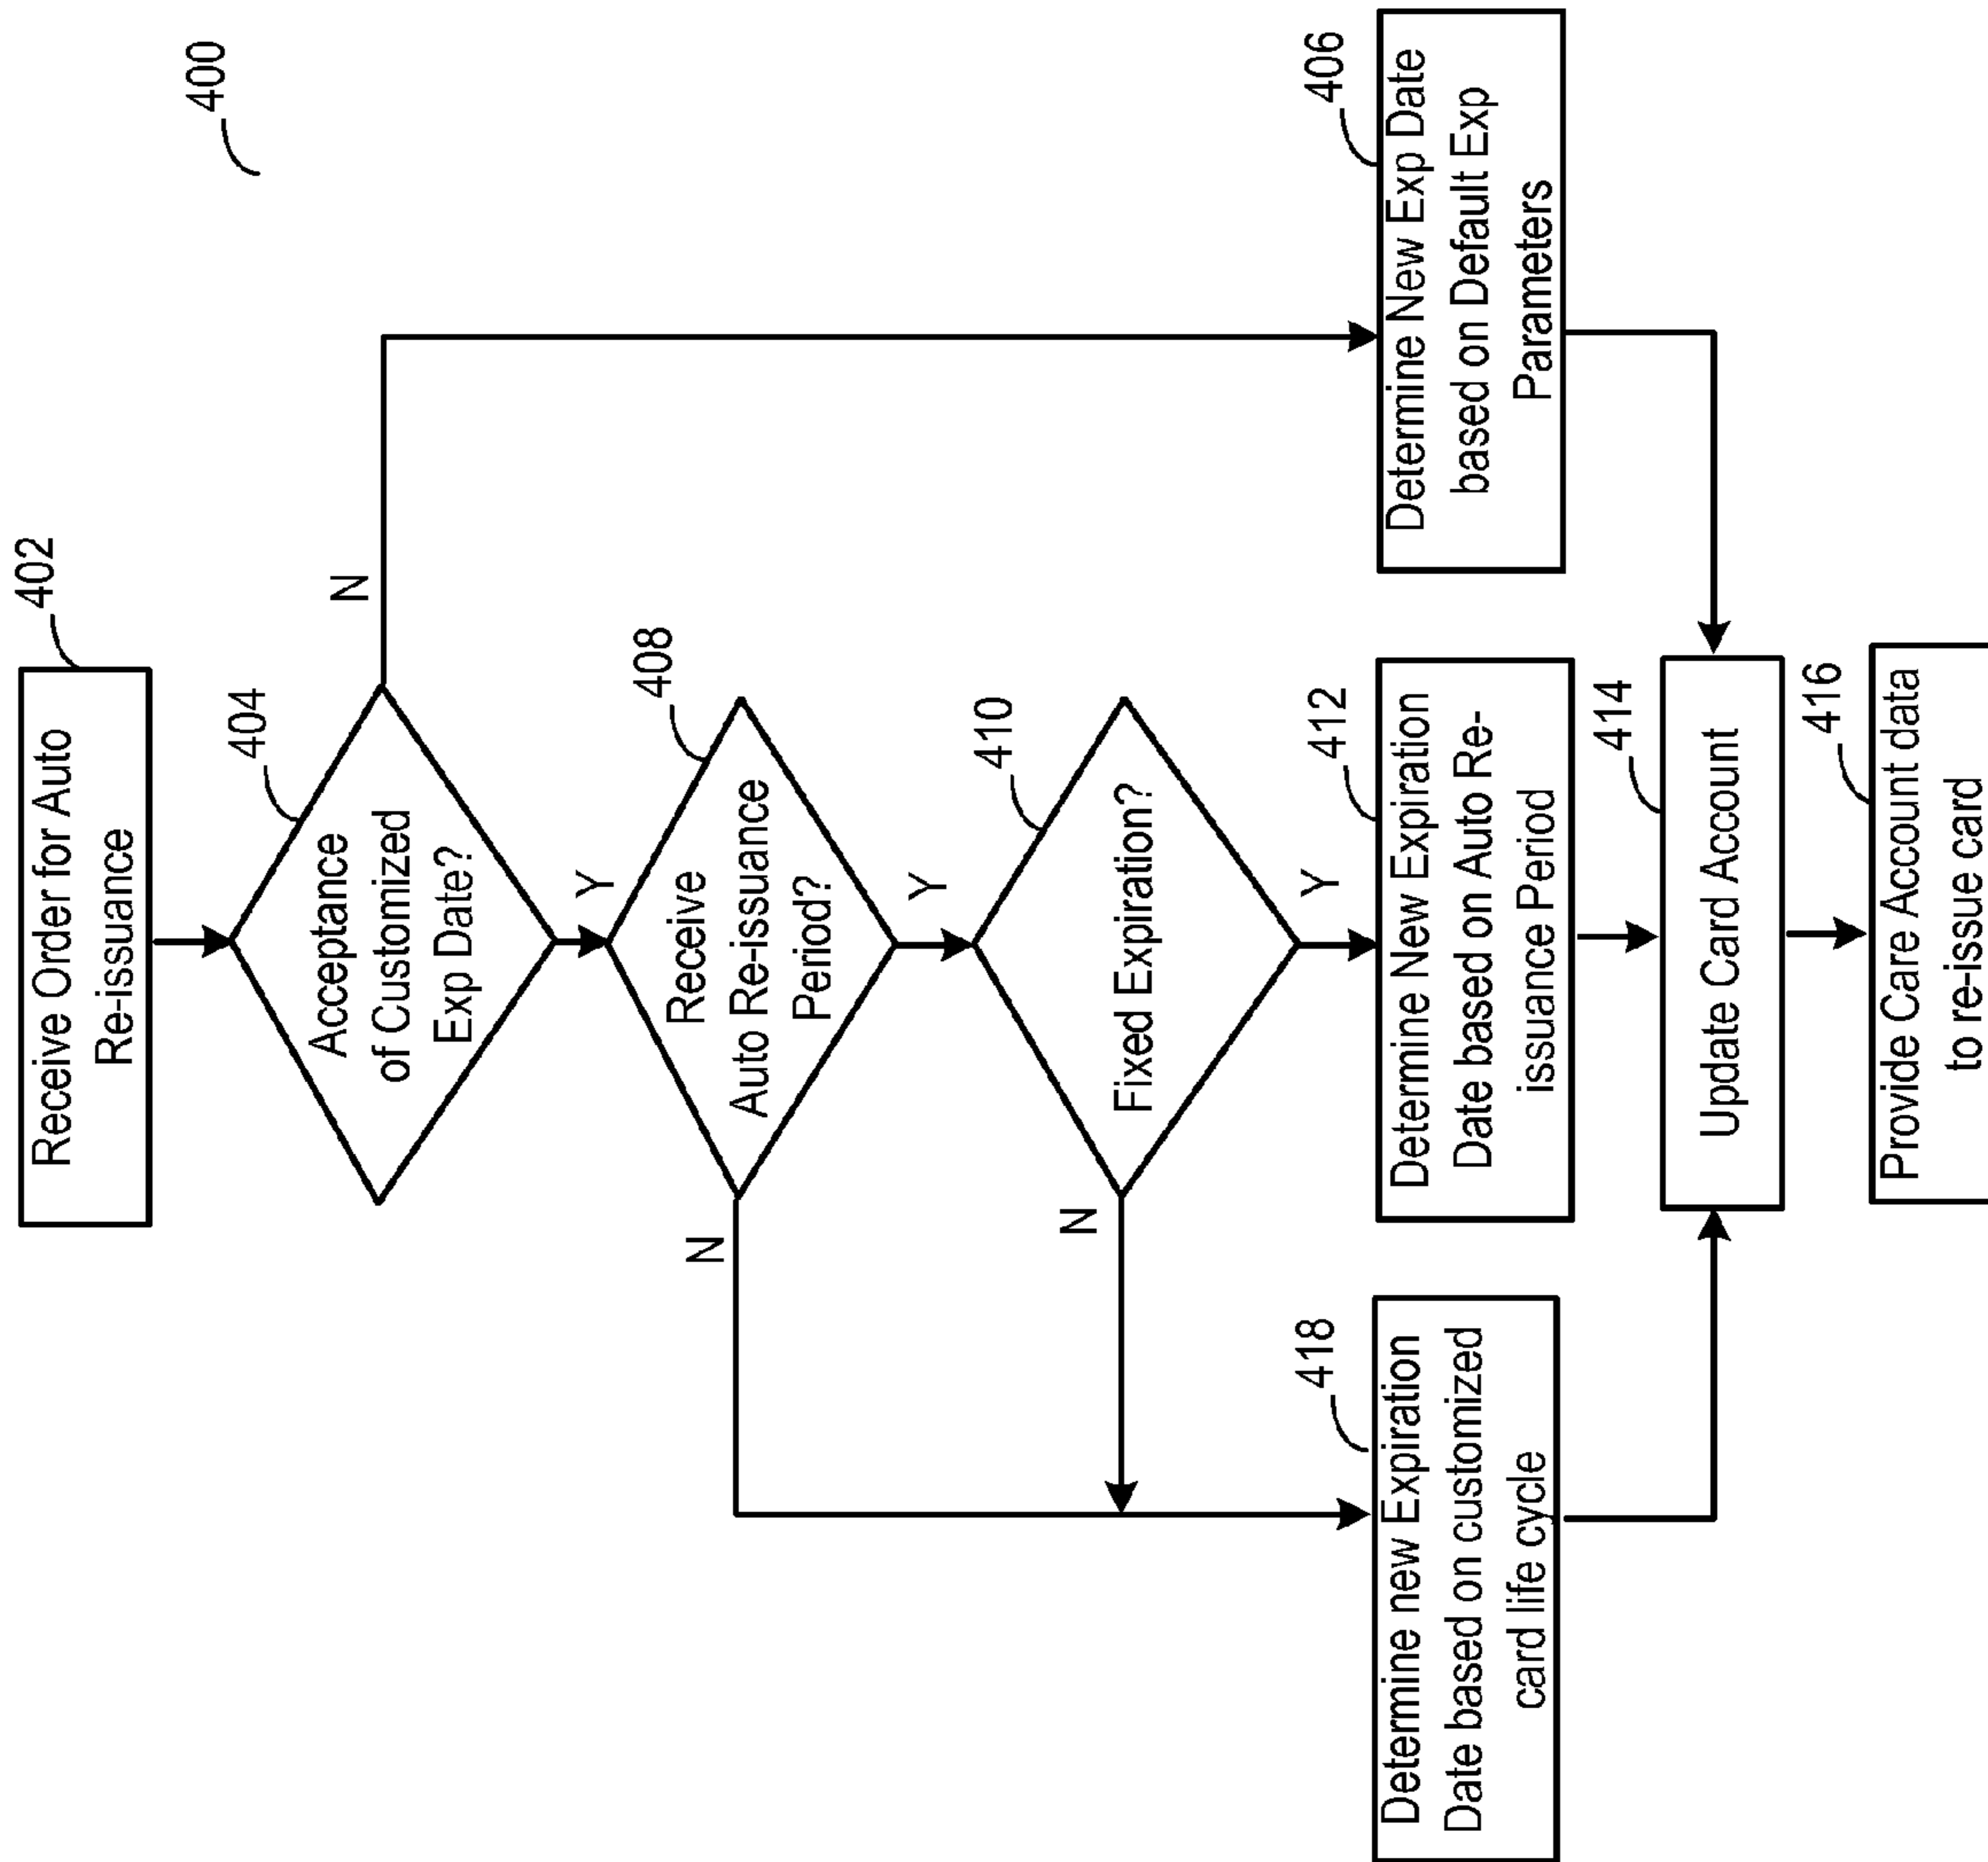 400
Receive Order for Auto
Re-issuance
402
Acceptance
of Customized
Exp Date?
404
N
Y
Receive
Auto Re-issuance
Period?
408
N
Y
Fixed Expiration?
410
N
Y
Determine new Expiration
Date based on customized
card life cycle
418
Determine New Expiration
Date based on Auto Re-
issuance Period
412
Determine New Exp Date
based on Default Exp
Parameters
406
Update Card Account
414
Provide Care Account data
to re-issue card
416